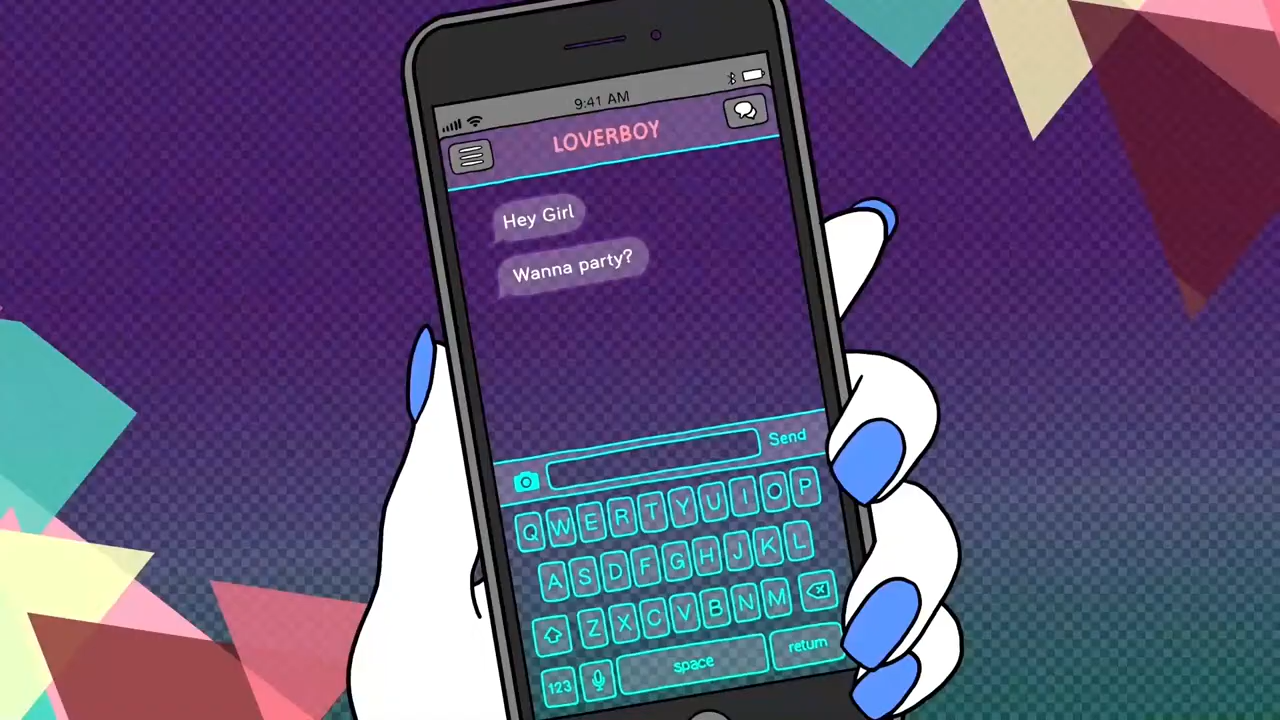 9:41 AM
LOVERBOY
Hey Girl
Wanna party?
Send
Q W E R T Y U I O P
A S D F G H J K L
Z X C V B N M
123 space return